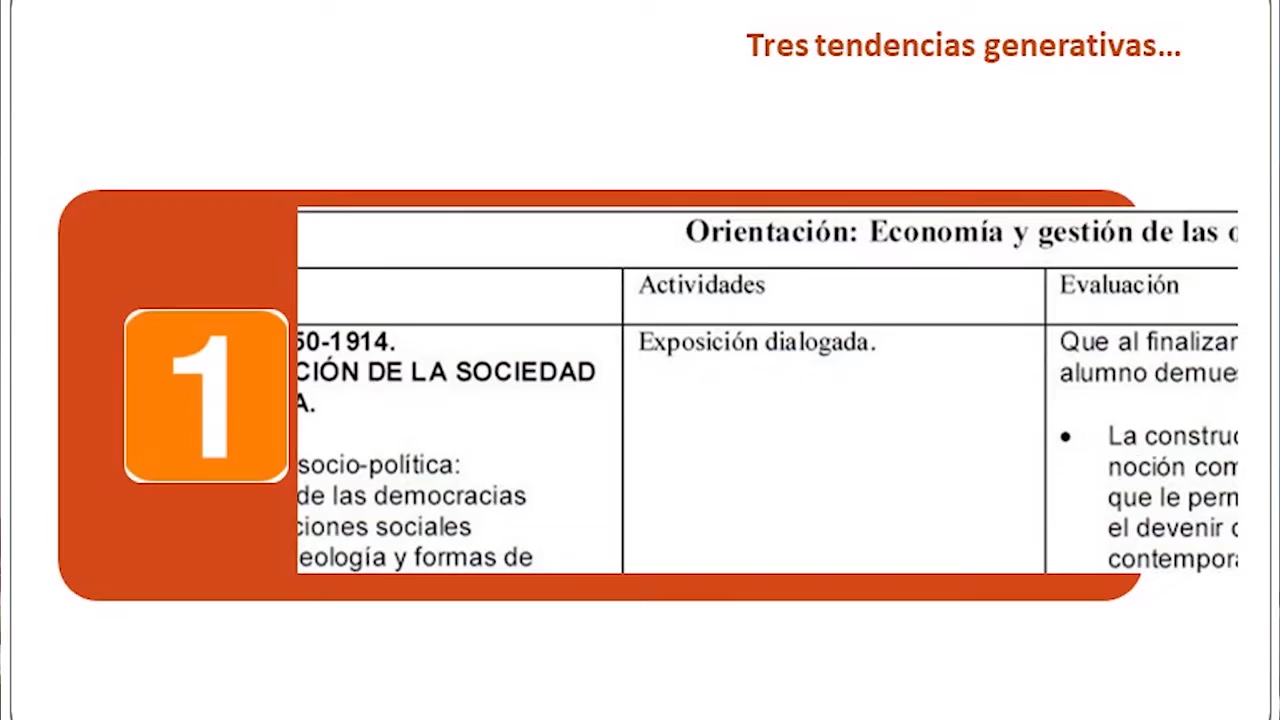 Tres tendencias generativas...
Orientación: Economía y gestión de las
Actividades
Evaluación
1
50-1914.
CIÓN DE LA SOCIEDAD
A.
socio-política:
de las democracias
ciones sociales
eología y formas de
Exposición dialogada.
Que al finalizar
alumno demue
La construc
noción com
que le perm
el devenir
contempora